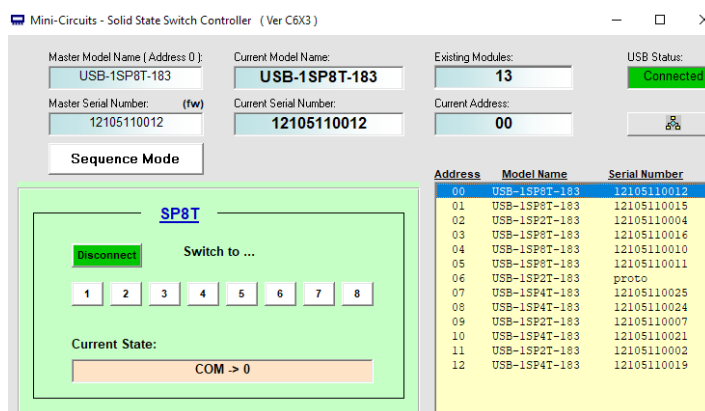 Mini-Circuits - Solid State Switch Controller   ( Ver C6X3 )
Master Model Name ( Address 0 ): Current Model Name: Existing Modules: USB Status:
USB-1SP8T-183 USB-1SP8T-183 13 Connected
Master Serial Number: (fw) Current Serial Number: Current Address:
12105110012 12105110012 00
Sequence Mode
Address Model Name Serial Number
00 USB-1SP8T-183 12105110012
01 USB-1SP8T-183 12105110015
02 USB-1SP2T-183 12105110004
03 USB-1SP8T-183 12105110016
04 USB-1SP8T-183 12105110010
05 USB-1SP8T-183 12105110011
06 USB-1SP2T-183 proto
07 USB-1SP4T-183 12105110025
08 USB-1SP4T-183 12105110024
09 USB-1SP2T-183 12105110007
10 USB-1SP4T-183 12105110021
11 USB-1SP2T-183 12105110002
12 USB-1SP4T-183 12105110019
SP8T
Disconnect Switch to ...
1 2 3 4 5 6 7 8
Current State:
COM -> 0